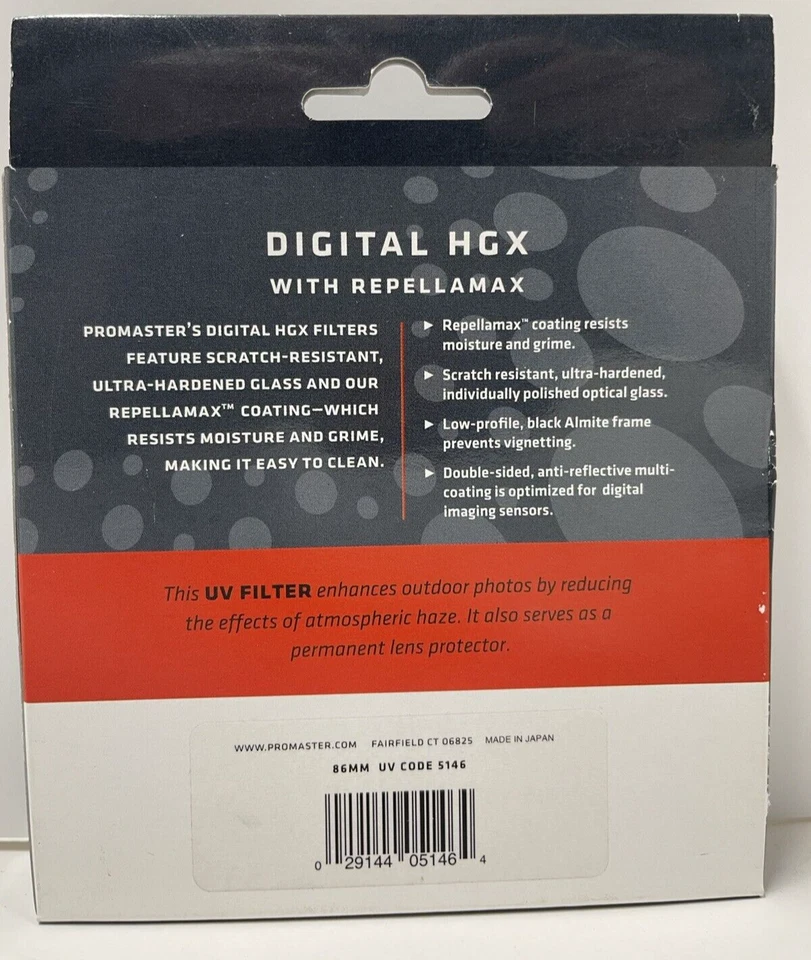 DIGITAL HGX
WITH REPELLAMAX
PROMASTER'S DIGITAL HGX FILTERS
FEATURE SCRATCH-RESISTANT,
ULTRA-HARDENED GLASS AND OUR
REPELLAMAX™ COATING—WHICH
RESISTS MOISTURE AND GRIME,
MAKING IT EASY TO CLEAN.
► Repellamax™ coating resists
moisture and grime.
► Scratch resistant, ultra-hardened,
individually polished optical glass.
► Low-profile, black Almite frame
prevents vignetting.
► Double-sided, anti-reflective multi-
coating is optimized for digital
imaging sensors.
This UV FILTER enhances outdoor photos by reducing
the effects of atmospheric haze. It also serves as a
permanent lens protector.
WWW.PROMASTER.COM FAIRFIELD CT 06825 MADE IN JAPAN
86MM UV CODE 5146
0 29144 05146 4